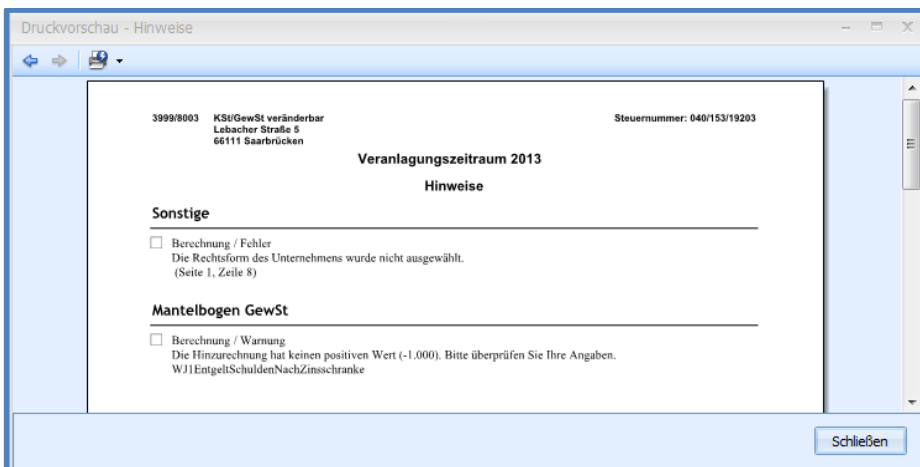 Druckvorschau - Hinweise
3999/8003 KSt/GewSt veränderbar Steuernummer: 040/153/19203
Lebacher Straße 5
66111 Saarbrücken
Veranlagungszeitraum 2013
Hinweise
Sonstige
Berechnung / Fehler
Die Rechtsform des Unternehmens wurde nicht ausgewählt.
(Seite 1, Zeile 8)
Mantelbogen GewSt
Berechnung / Warnung
Die Hinzurechnung hat keinen positiven Wert (-1.000). Bitte überprüfen Sie Ihre Angaben.
WJ1EntgeltSchuldenNachZinsschranke
Schließen